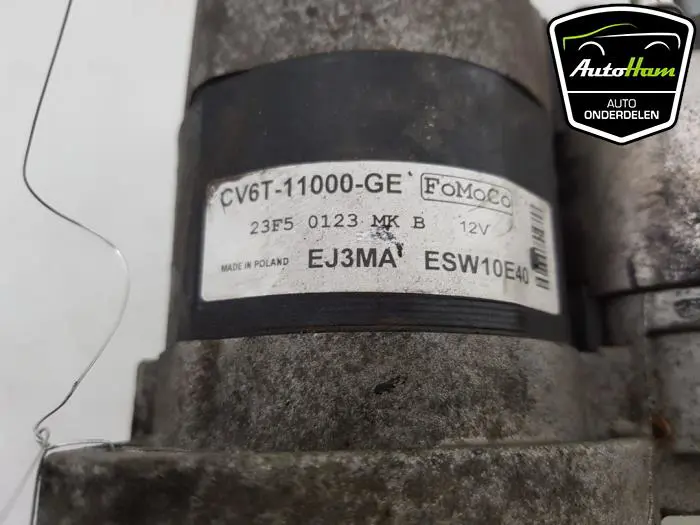 AutoHam
AUTO
ONDERDELEN
CV6T-11000-GE FoMoCo
23F5 0123 MK B 12V
MADE IN POLAND EJ3MA ESW10E40